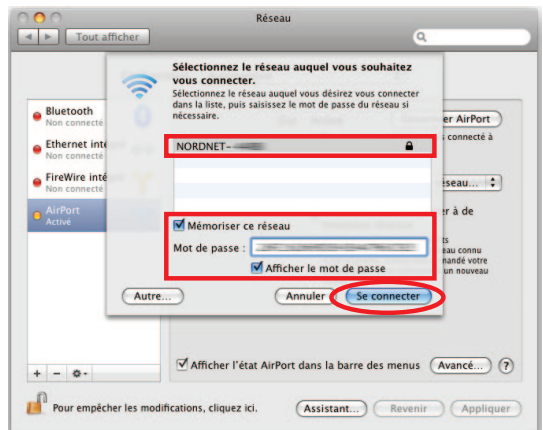 Réseau
Tout afficher
Sélectionnez le réseau auquel vous souhaitez
vous connecter.
Sélectionnez le réseau auquel vous désirez vous connecter
dans la liste, puis saisissez le mot de passe du réseau si
nécessaire.
Bluetooth
Non connecté
er AirPort
Ethernet inté
Non connecté
connecté à
NORDNET-
FireWire inté
Non connecté
éseau...
AirPort
Activé
er à de
Mémoriser ce réseau
ts
eau connu
mandé votre
un nouveau
Mot de passe :
Afficher le mot de passe
Autre...
Annuler
Se connecter
Afficher l'état AirPort dans la barre des menus
Avancé...
?
+ -
Pour empêcher les modifications, cliquez ici.
Assistant...
Revenir
Appliquer